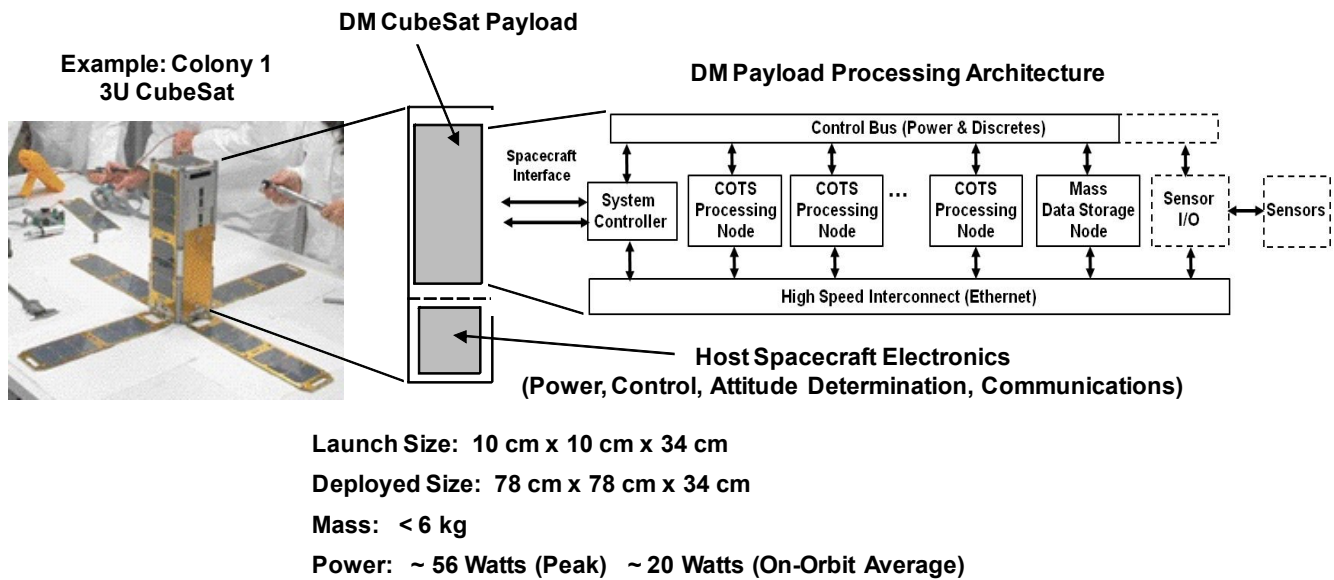 DM CubeSat Payload
Example: Colony 1
3U CubeSat
DM Payload Processing Architecture
Control Bus (Power & Discretes)
Spacecraft
Interface
System
Controller
COTS
Processing
Node
COTS
Processing
Node
...
COTS
Processing
Node
Mass
Data Storage
Node
Sensor
I/O
Sensors
High Speed Interconnect (Ethernet)
Host Spacecraft Electronics
(Power, Control, Attitude Determination, Communications)
Launch Size: 10 cm x 10 cm x 34 cm
Deployed Size: 78 cm x 78 cm x 34 cm
Mass: < 6 kg
Power: ~ 56 Watts (Peak) ~ 20 Watts (On-Orbit Average)